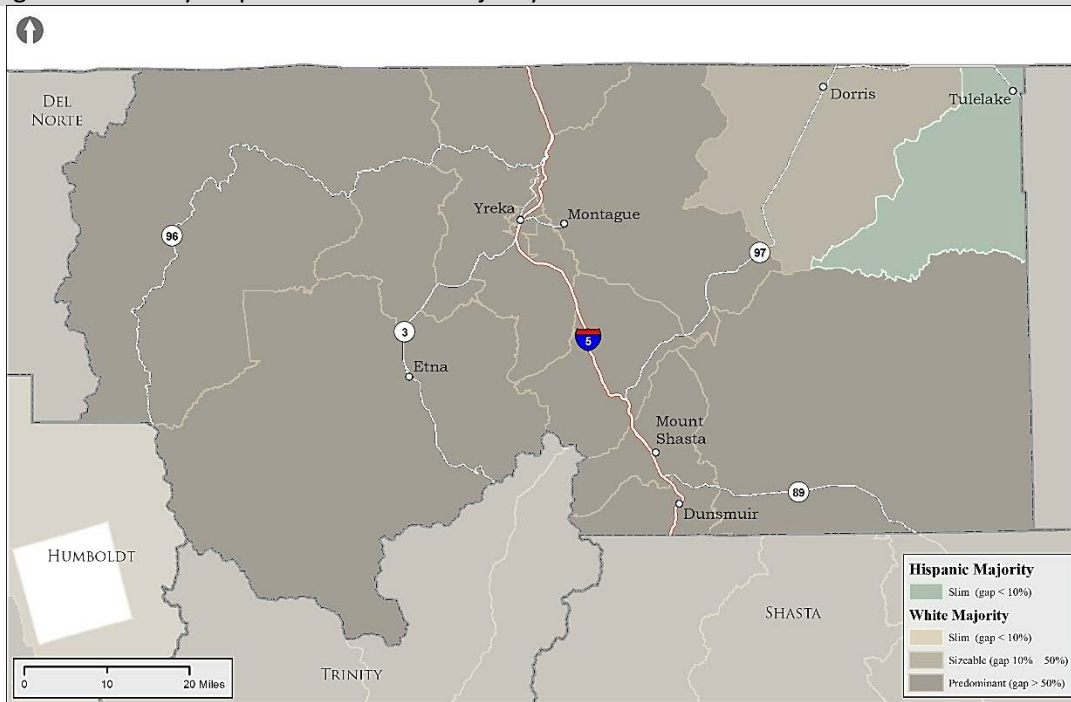 DEL
NORTE
Dorris
Tulelake
Yreka
Montague
96
97
3
5
Etna
Mount
Shasta
89
Dunsmuir
HUMBOLDT
SHASTA
TRINITY
Hispanic Majority
Slim (gap < 10%)
White Majority
Slim (gap < 10%)
Sizeable (gap 10% 50%)
Predominant (gap > 50%)
0 10 20 Miles